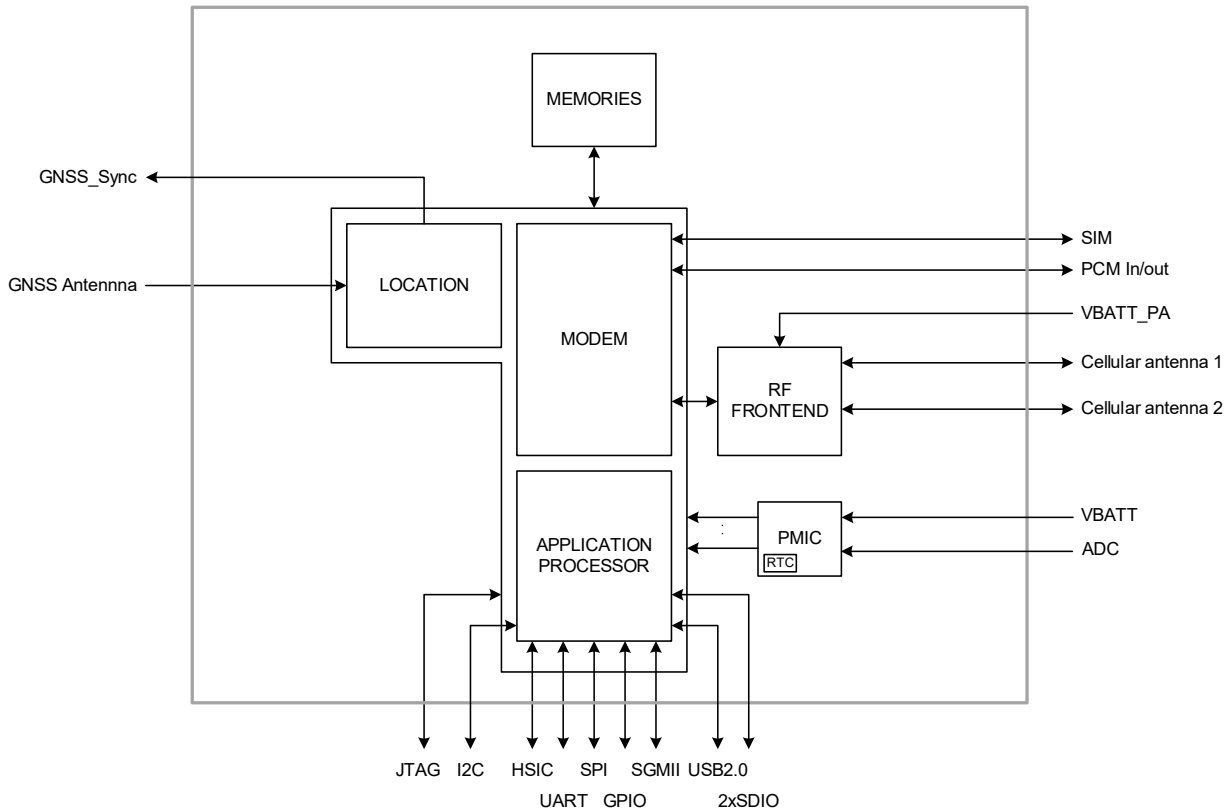 MEMORIES
GNSS_Sync
SIM
PCM In/out
GNSS Antennna
LOCATION
VBATT_PA
MODEM
Cellular antenna 1
RF
FRONTEND
Cellular antenna 2
VBATT
APPLICATION
PROCESSOR
:
PMIC
ADC
RTC
JTAG I2C HSIC SPI SGMII USB2.0
UART GPIO 2xSDIO